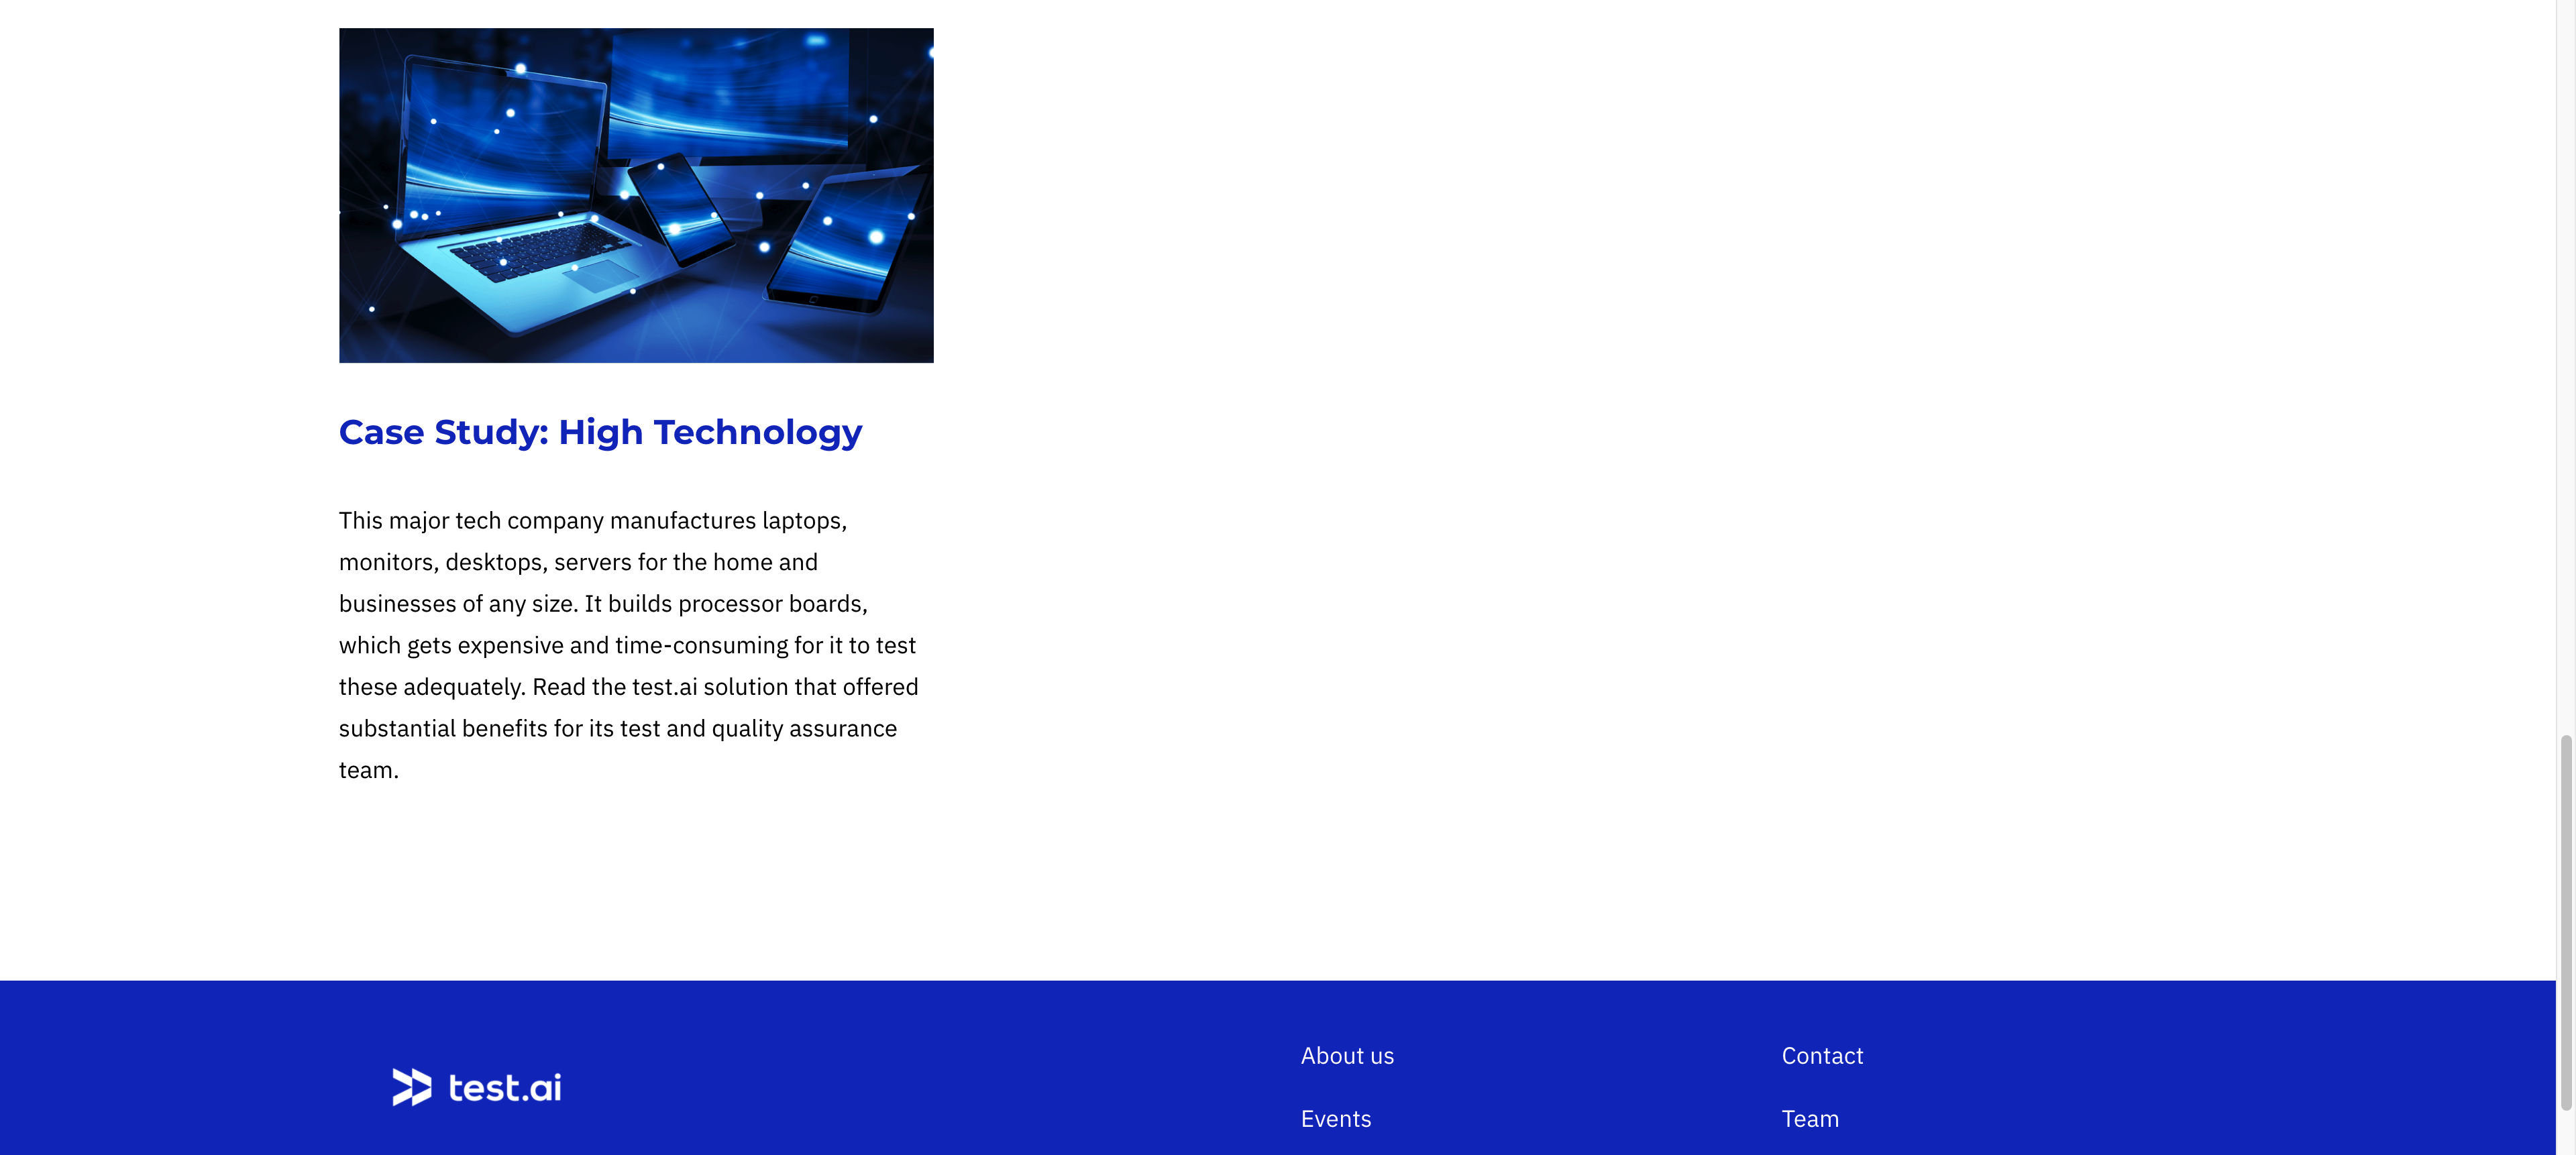 Case Study: High Technology
This major tech company manufactures laptops,
monitors, desktops, servers for the home and
businesses of any size. It builds processor boards,
which gets expensive and time-consuming for it to test
these adequately. Read the test.ai solution that offered
substantial benefits for its test and quality assurance
team.
test.ai
About us
Events
Contact
Team